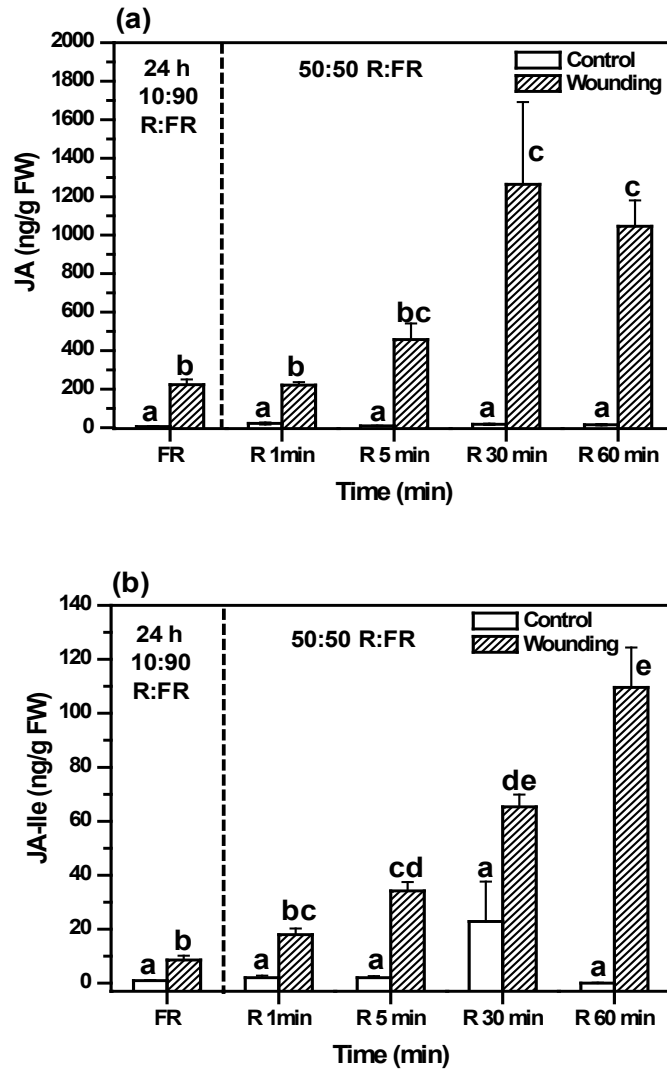 (a)
2000
1800
1600
1400
1200
1000
800
600
400
200
0
JA (ng/g FW)
24 h
10:90
R:FR
50:50 R:FR
Control
Wounding
a
b
a
b
a
bc
a
c
a
c
FR
R 1min
R 5 min
R 30 min
R 60 min
Time (min)
(b)
140
120
100
80
60
40
20
0
JA-Ile (ng/g FW)
24 h
10:90
R:FR
50:50 R:FR
Control
Wounding
a
b
a
bc
a
cd
a
de
a
e
FR
R 1min
R 5 min
R 30 min
R 60 min
Time (min)